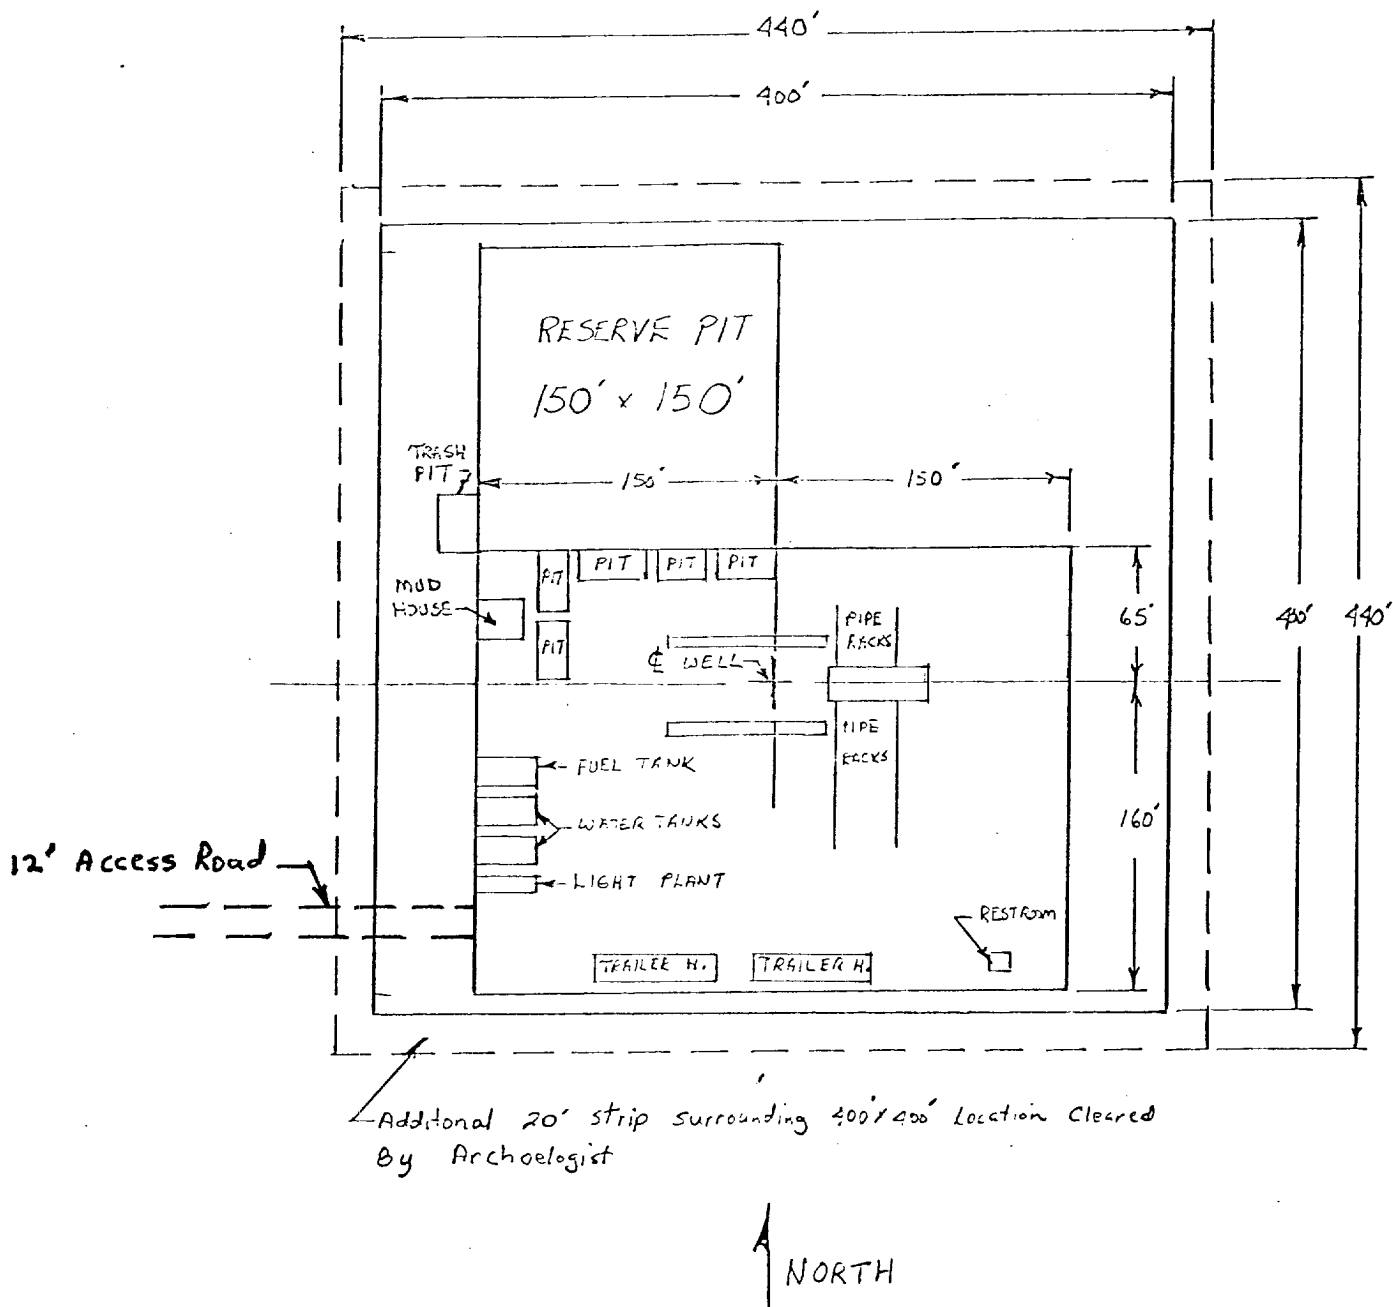 440'
400'
RESERVE PIT
150' x 150'
TRASH
PIT
150'
150'
PIT
PIT
PIT
PIT
MUD
HOUSE
PIT
65'
400'
440'
PIPE
RACKS
℄ WELL
PIPE
RACKS
FUEL TANK
WATER TANKS
160'
12' Access Road
LIGHT PLANT
RESTROOM
TRAILER H.
TRAILER H.
Additonal 20' strip surrounding 400' x 400' Location Cleared
By Archoelogist
NORTH